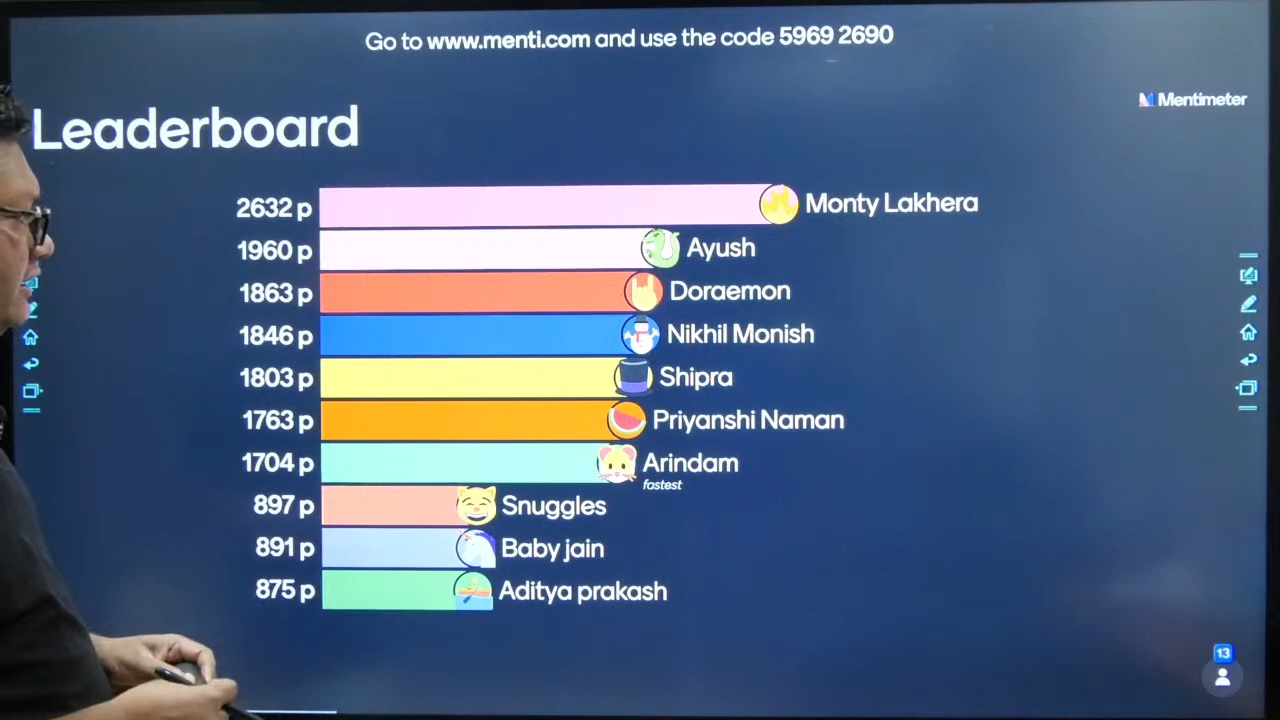 Go to www.menti.com and use the code 5969 2690
Mentimeter
Leaderboard
2632 p Monty Lakhera
1960 p Ayush
1863 p Doraemon
1846 p Nikhil Monish
1803 p Shipra
1763 p Priyanshi Naman
1704 p Arindam
fastest
897 p Snuggles
891 p Baby jain
875 p Aditya prakash
13